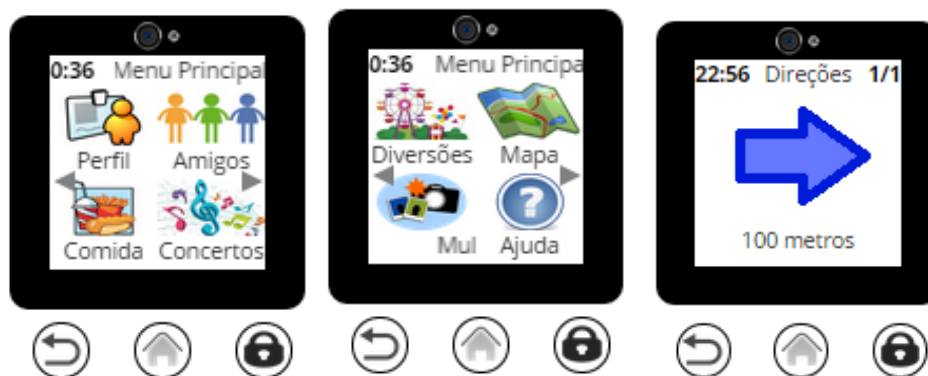 0:36 Menu Principal
Perfil Amigos
Comida Concertos
0:36 Menu Principa
Diversões Mapa
Mul Ajuda
22:56 Direções 1/1
100 metros